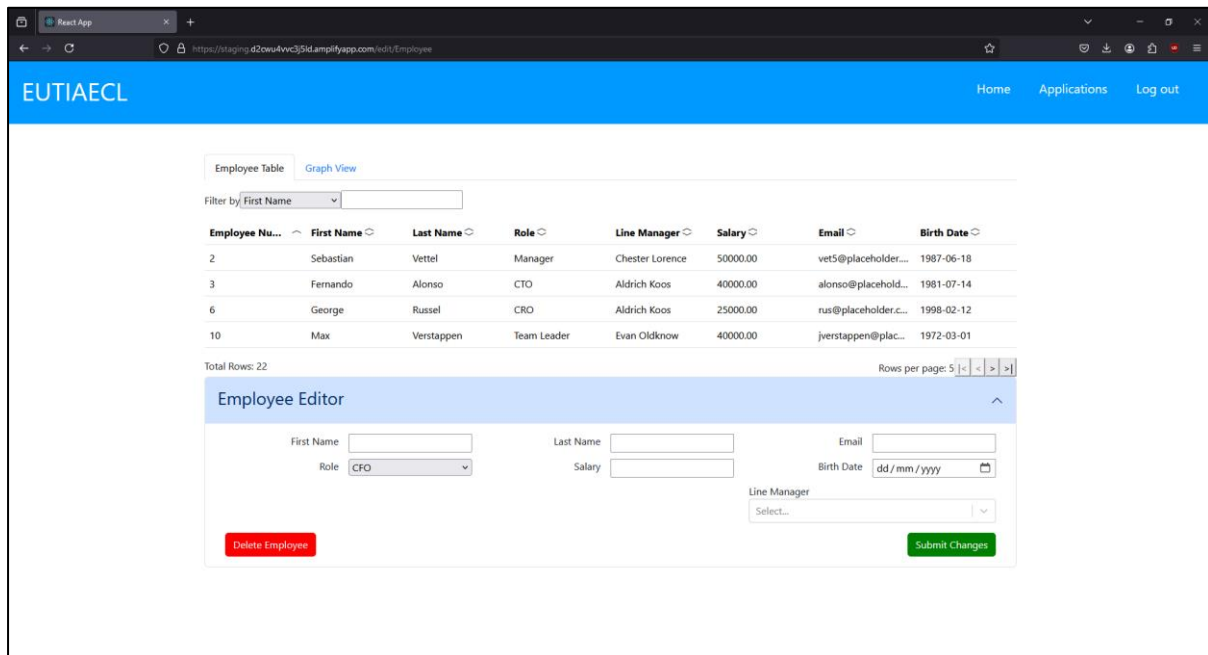 React App
https://staging.d2cwu4vvc3j5ld.amplifyapp.com/edit/Employee
EUTIAECL
Home Applications Log out
Employee Table Graph View
Filter by First Name
Employee Nu... First Name Last Name Role Line Manager Salary Email Birth Date
2 Sebastian Vettel Manager Chester Lorence 50000.00 vet5@placeholder.... 1987-06-18
3 Fernando Alonso CTO Aldrich Koos 40000.00 alonso@placehold... 1981-07-14
6 George Russel CRO Aldrich Koos 25000.00 rus@placeholder.c... 1998-02-12
10 Max Verstappen Team Leader Evan Oldknow 40000.00 jverstappen@plac... 1972-03-01
Total Rows: 22 Rows per page: 5 |< < > >|
Employee Editor
First Name Last Name Email
Role CFO Salary Birth Date dd/mm/yyyy
Line Manager
Select...
Delete Employee Submit Changes